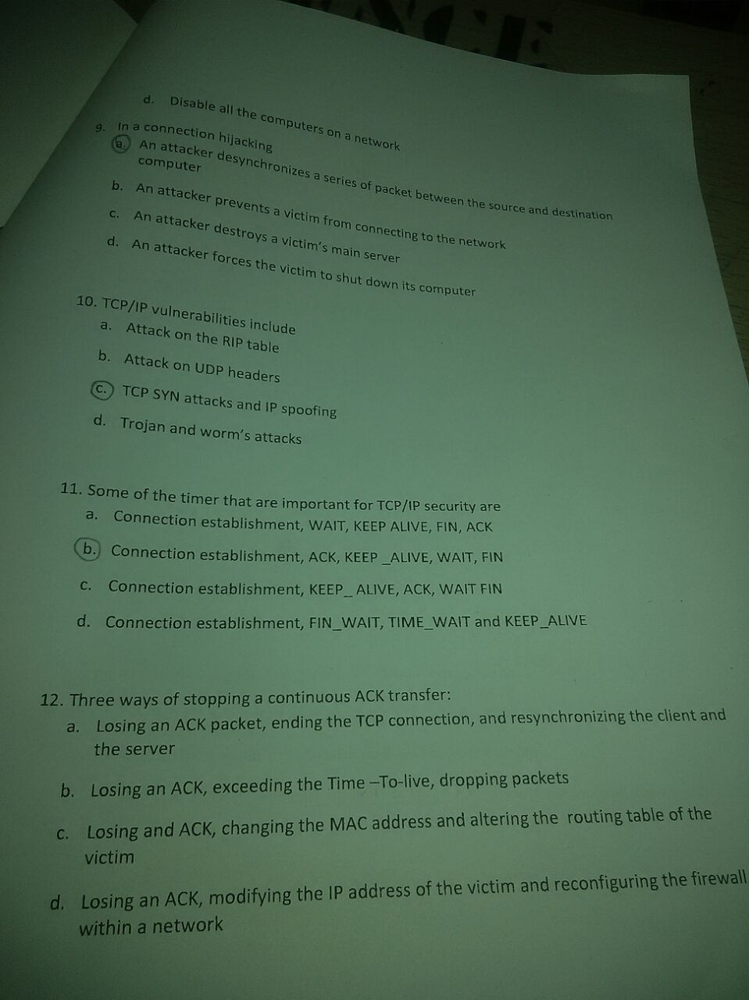 d. Disable all the computers on a network
9. In a connection hijacking
a. An attacker desynchronizes a series of packet between the source and destination
computer
b. An attacker prevents a victim from connecting to the network
c. An attacker destroys a victim's main server
d. An attacker forces the victim to shut down its computer
10. TCP/IP vulnerabilities include
a. Attack on the RIP table
b. Attack on UDP headers
c. TCP SYN attacks and IP spoofing
d. Trojan and worm's attacks
11. Some of the timer that are important for TCP/IP security are
a. Connection establishment, WAIT, KEEP ALIVE, FIN, ACK
b. Connection establishment, ACK, KEEP _ALIVE, WAIT, FIN
c. Connection establishment, KEEP_ ALIVE, ACK, WAIT FIN
d. Connection establishment, FIN_WAIT, TIME_WAIT and KEEP_ALIVE
12. Three ways of stopping a continuous ACK transfer:
a. Losing an ACK packet, ending the TCP connection, and resynchronizing the client and
the server
b. Losing an ACK, exceeding the Time –To-live, dropping packets
c. Losing and ACK, changing the MAC address and altering the routing table of the
victim
d. Losing an ACK, modifying the IP address of the victim and reconfiguring the firewall
within a network